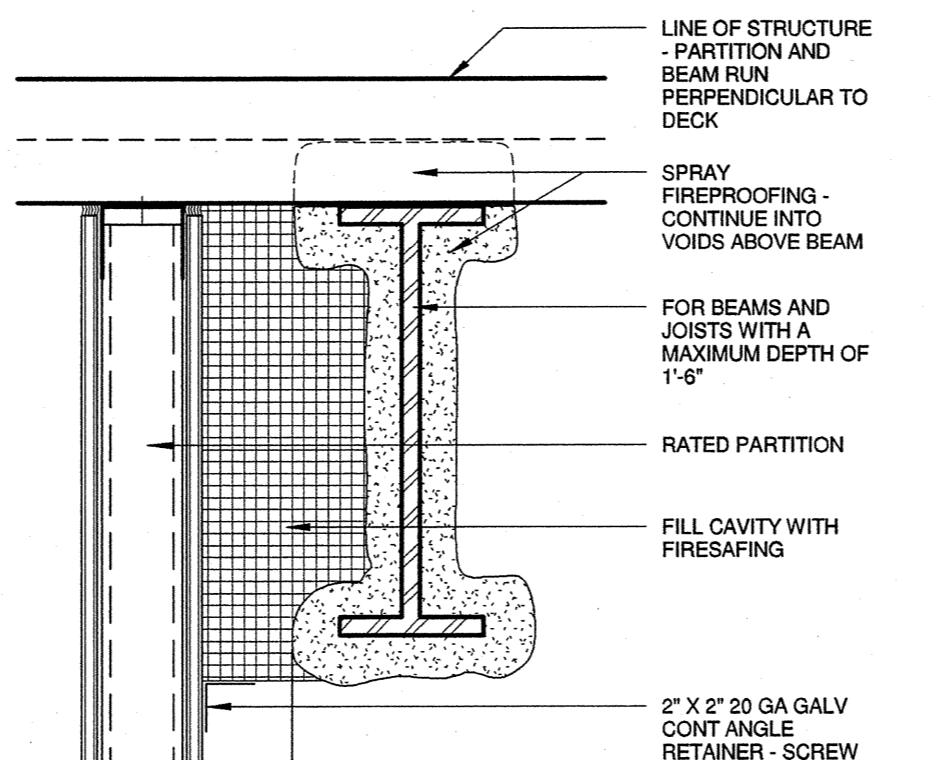 LINE OF STRUCTURE
- PARTITION AND
BEAM RUN
PERPENDICULAR TO
DECK
SPRAY
FIREPROOFING -
CONTINUE INTO
VOIDS ABOVE BEAM
FOR BEAMS AND
JOISTS WITH A
MAXIMUM DEPTH OF
1'-6"
RATED PARTITION
FILL CAVITY WITH
FIRESAFING
2" X 2" 20 GA GALV
CONT ANGLE
RETAINER - SCREW